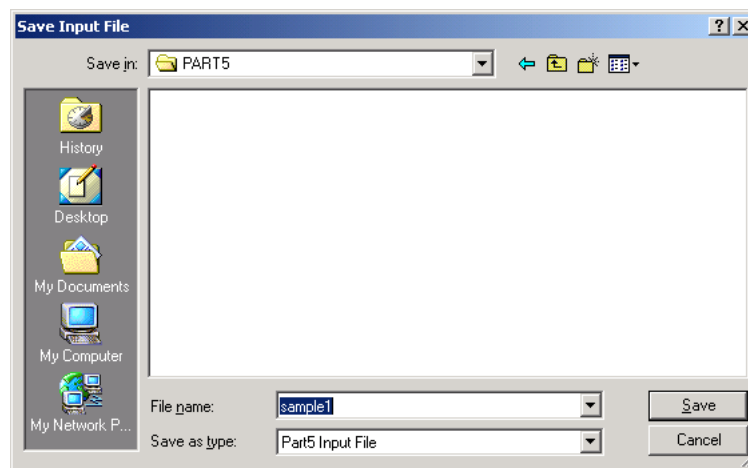 Save Input File
Save in: PART5
History
Desktop
My Documents
My Computer
My Network P...
File name: sample1 Save
Save as type: Part5 Input File Cancel